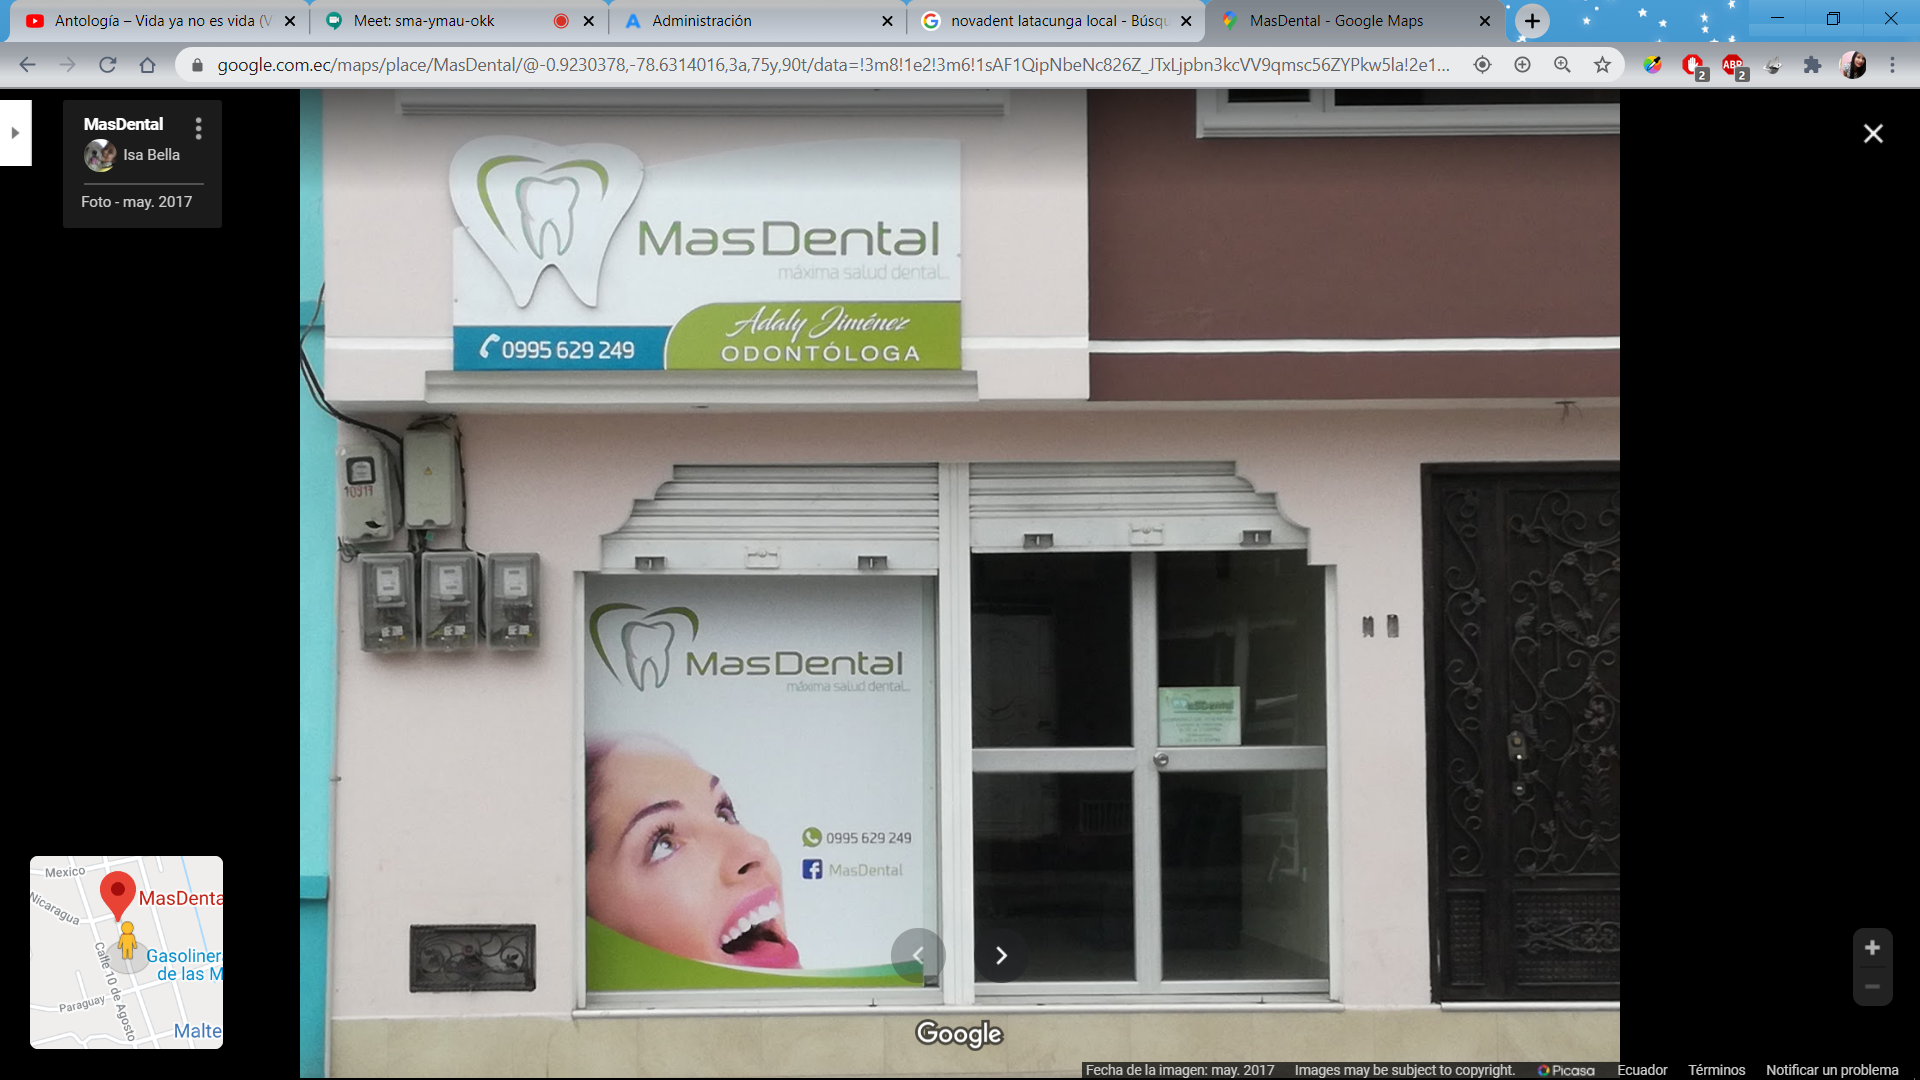 Antología – Vida ya no es vida (V
Meet: sma-ymau-okk
Administración
novadent latacunga local - Búsqu
MasDental - Google Maps
google.com.ec/maps/place/MasDental/@-0.9230378,-78.6314016,3a,75y,90t/data=!3m8!1e2!3m6!1sAF1QipNbeNc826Z_JTxLjpbn3kcVV9qmsc56ZYPkw5la!2e1...
2
ABP
2
MasDental
Isa Bella
Foto - may. 2017
MasDental
máxima salud dental...
0995 629 249
Adaly Jiménez
ODONTÓLOGA
10917
MasDental
máxima salud dental...
0995 629 249
MasDental
Mexico
Nicaragua
MasDenta
Gasoliner
de las M
Calle 10 de Agosto
Paraguay
Malte
Google
Fecha de la imagen: may. 2017
Images may be subject to copyright.
Picasa
Ecuador
Términos
Notificar un problema